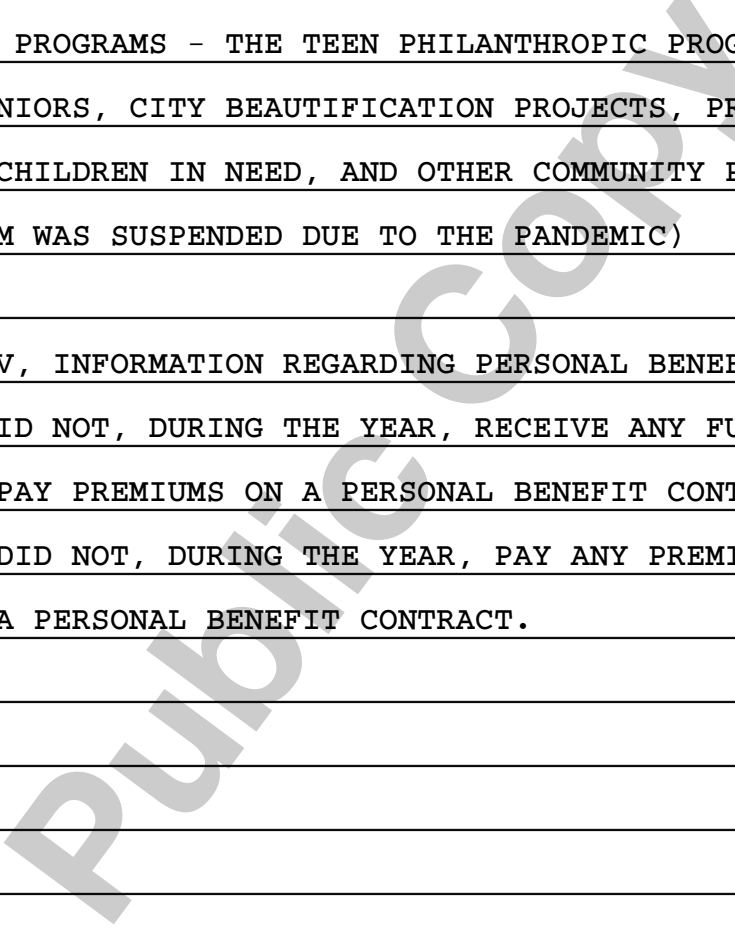 PROGRAMS - THE TEEN PHILANTHROPIC PROG
NIORS, CITY BEAUTIFICATION PROJECTS, PR
CHILDREN IN NEED, AND OTHER COMMUNITY P
M WAS SUSPENDED DUE TO THE PANDEMIC)
V, INFORMATION REGARDING PERSONAL BENEF
ID NOT, DURING THE YEAR, RECEIVE ANY FU
PAY PREMIUMS ON A PERSONAL BENEFIT CONT
DID NOT, DURING THE YEAR, PAY ANY PREMI
A PERSONAL BENEFIT CONTRACT.
Public Copy